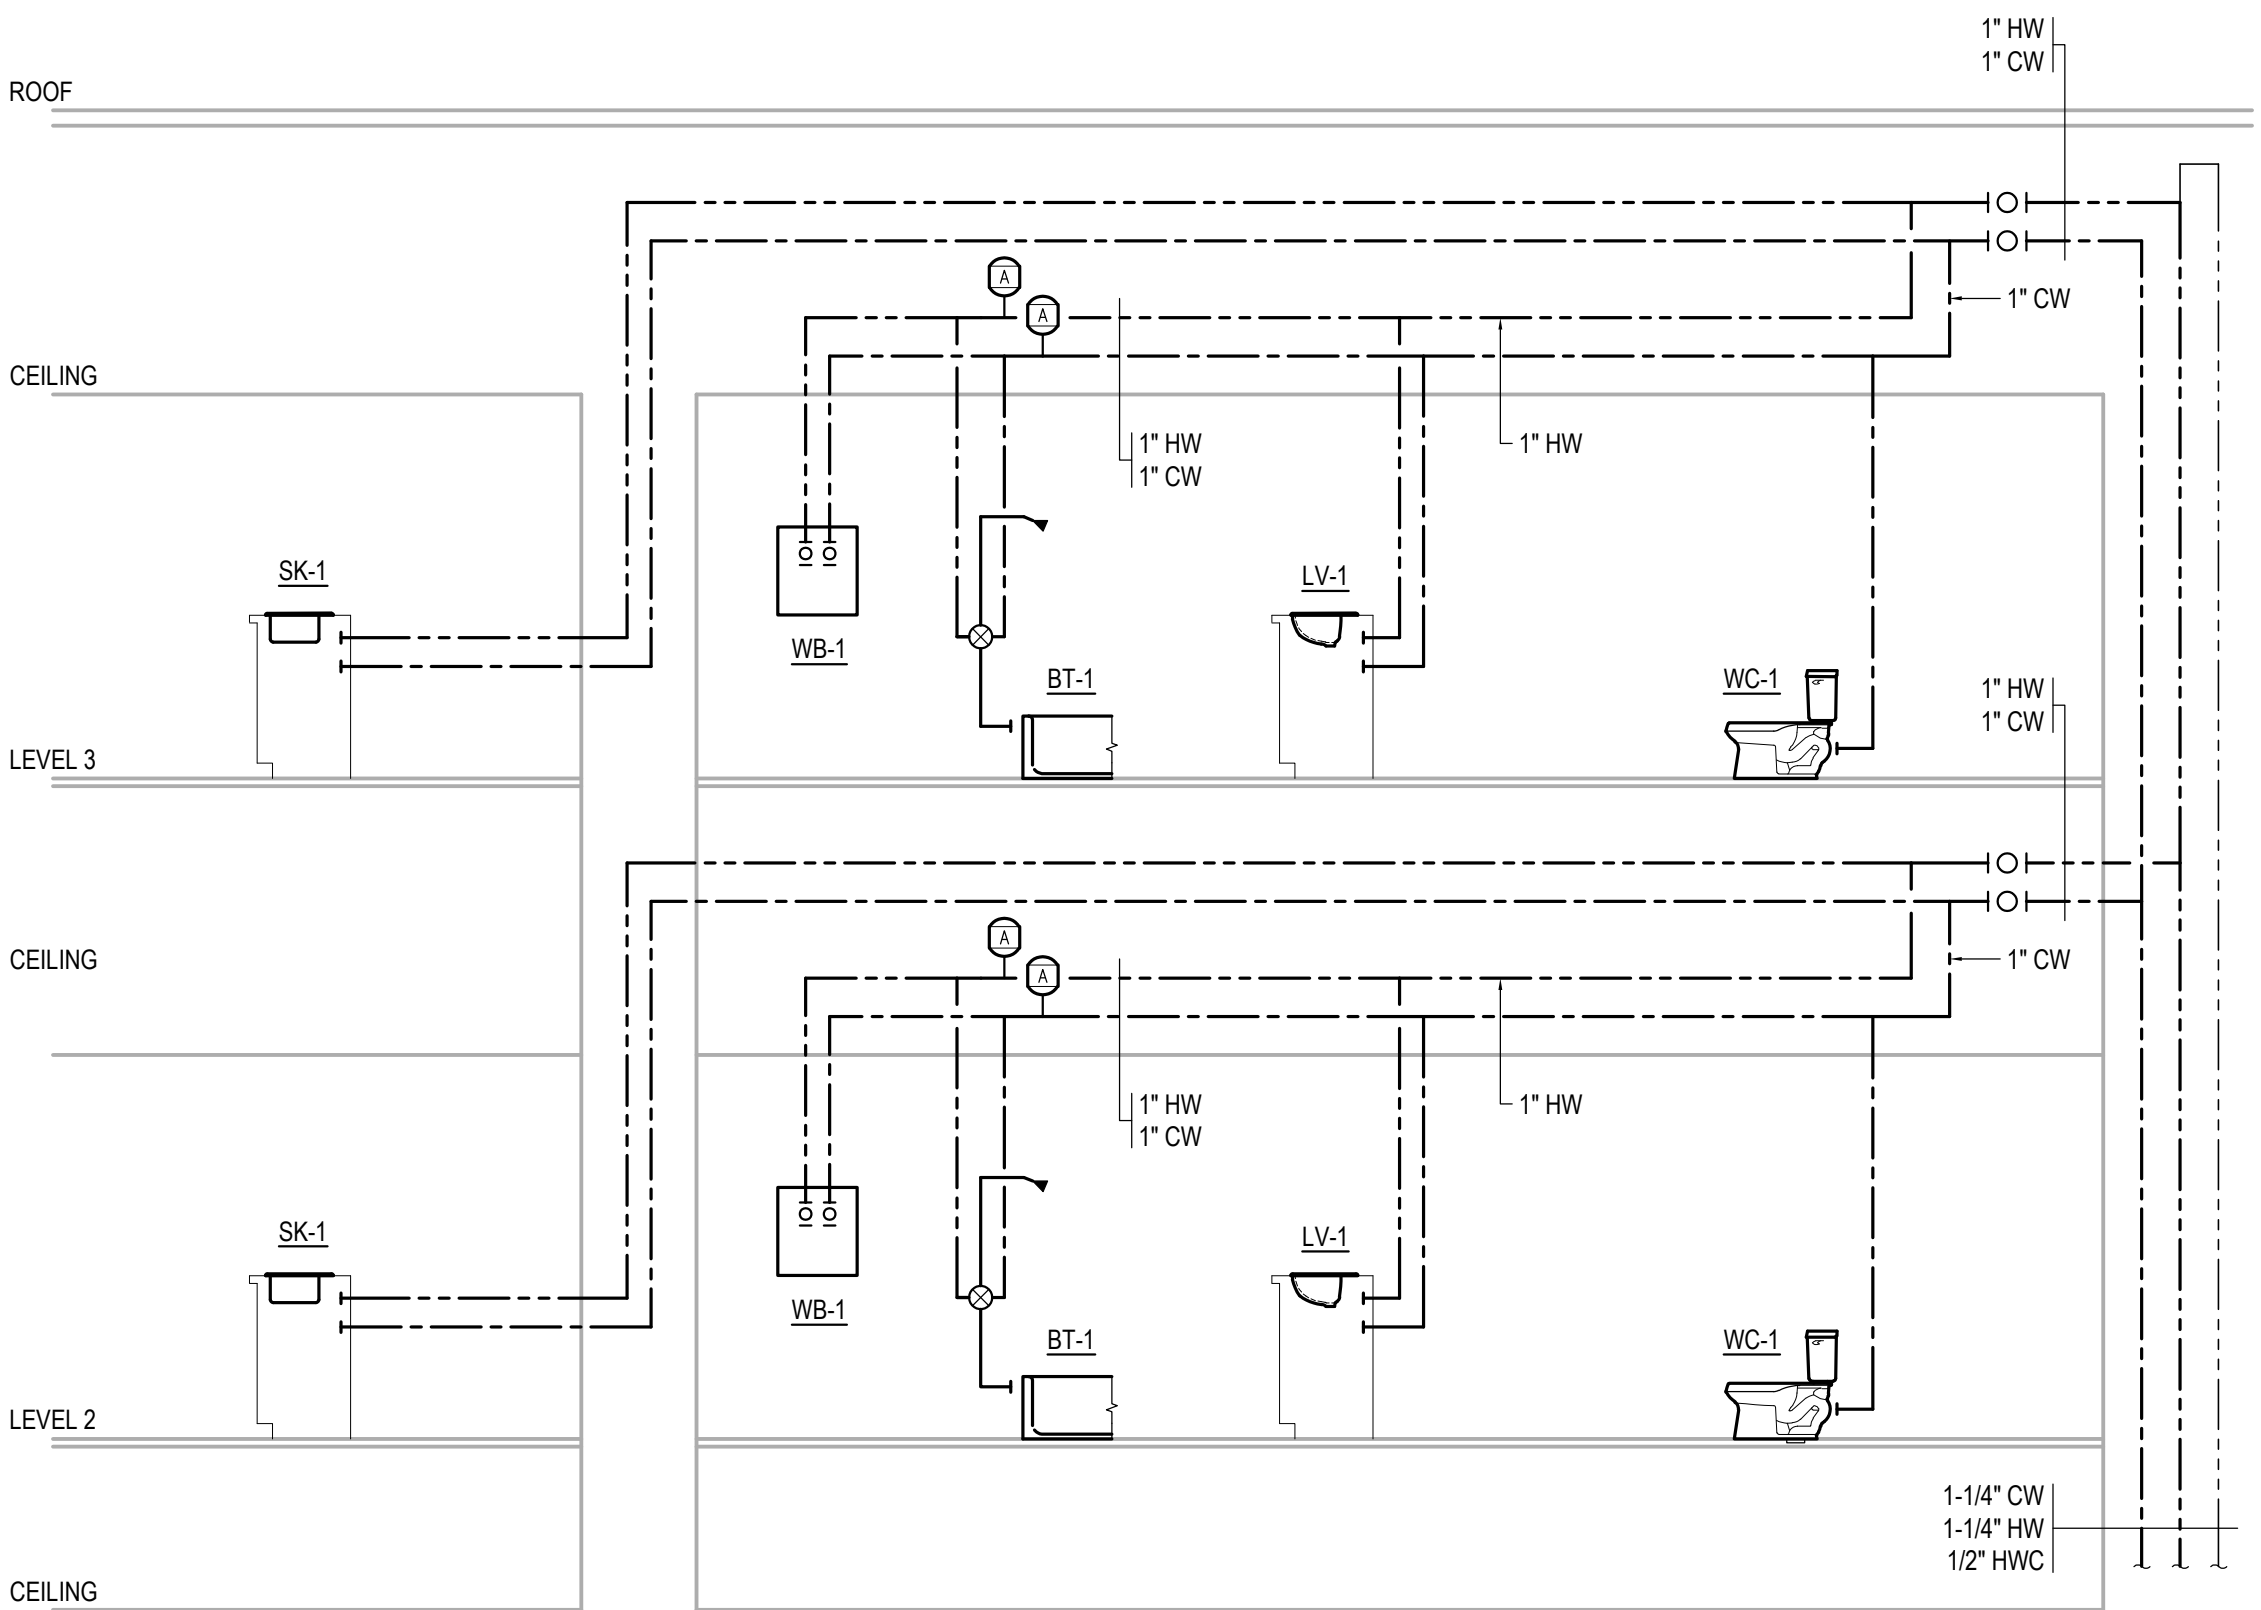 1" HW
1" CW
ROOF
A
A
1" CW
CEILING
1" HW
1" CW
1" HW
SK-1
LV-1
WB-1
BT-1
WC-1
1" HW
1" CW
LEVEL 3
A
A
1" CW
CEILING
1" HW
1" CW
1" HW
SK-1
LV-1
WB-1
BT-1
WC-1
LEVEL 2
1-1/4" CW
1-1/4" HW
1/2" HWC
CEILING